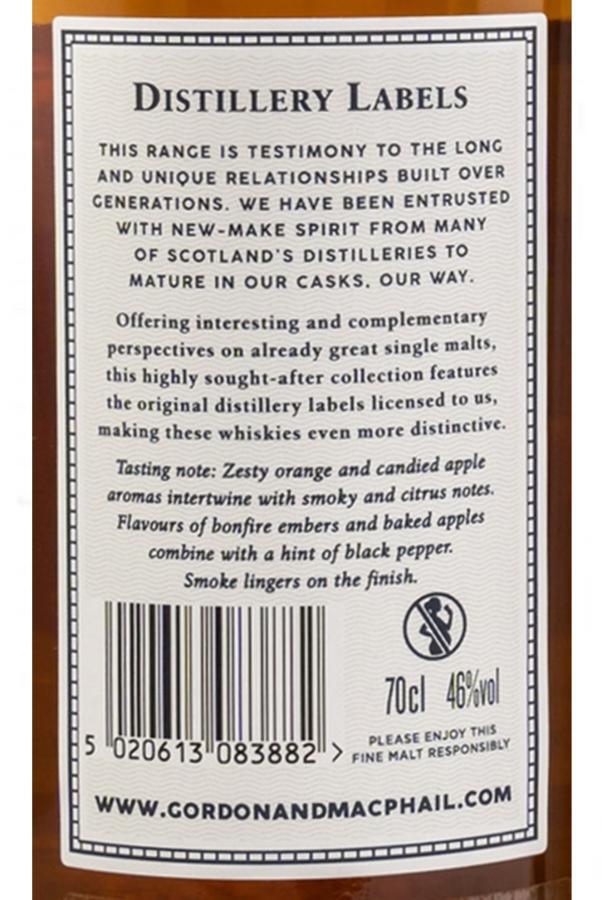 DISTILLERY LABELS
THIS RANGE IS TESTIMONY TO THE LONG
AND UNIQUE RELATIONSHIPS BUILT OVER
GENERATIONS. WE HAVE BEEN ENTRUSTED
WITH NEW-MAKE SPIRIT FROM MANY
OF SCOTLAND'S DISTILLERIES TO
MATURE IN OUR CASKS, OUR WAY.
Offering interesting and complementary
perspectives on already great single malts,
this highly sought-after collection features
the original distillery labels licensed to us,
making these whiskies even more distinctive.
Tasting note: Zesty orange and candied apple
aromas intertwine with smoky and citrus notes.
Flavours of bonfire embers and baked apples
combine with a hint of black pepper.
Smoke lingers on the finish.
70cl 46%vol
5 020613 083882 >
PLEASE ENJOY THIS
FINE MALT RESPONSIBLY
WWW.GORDONANDMACPHAIL.COM